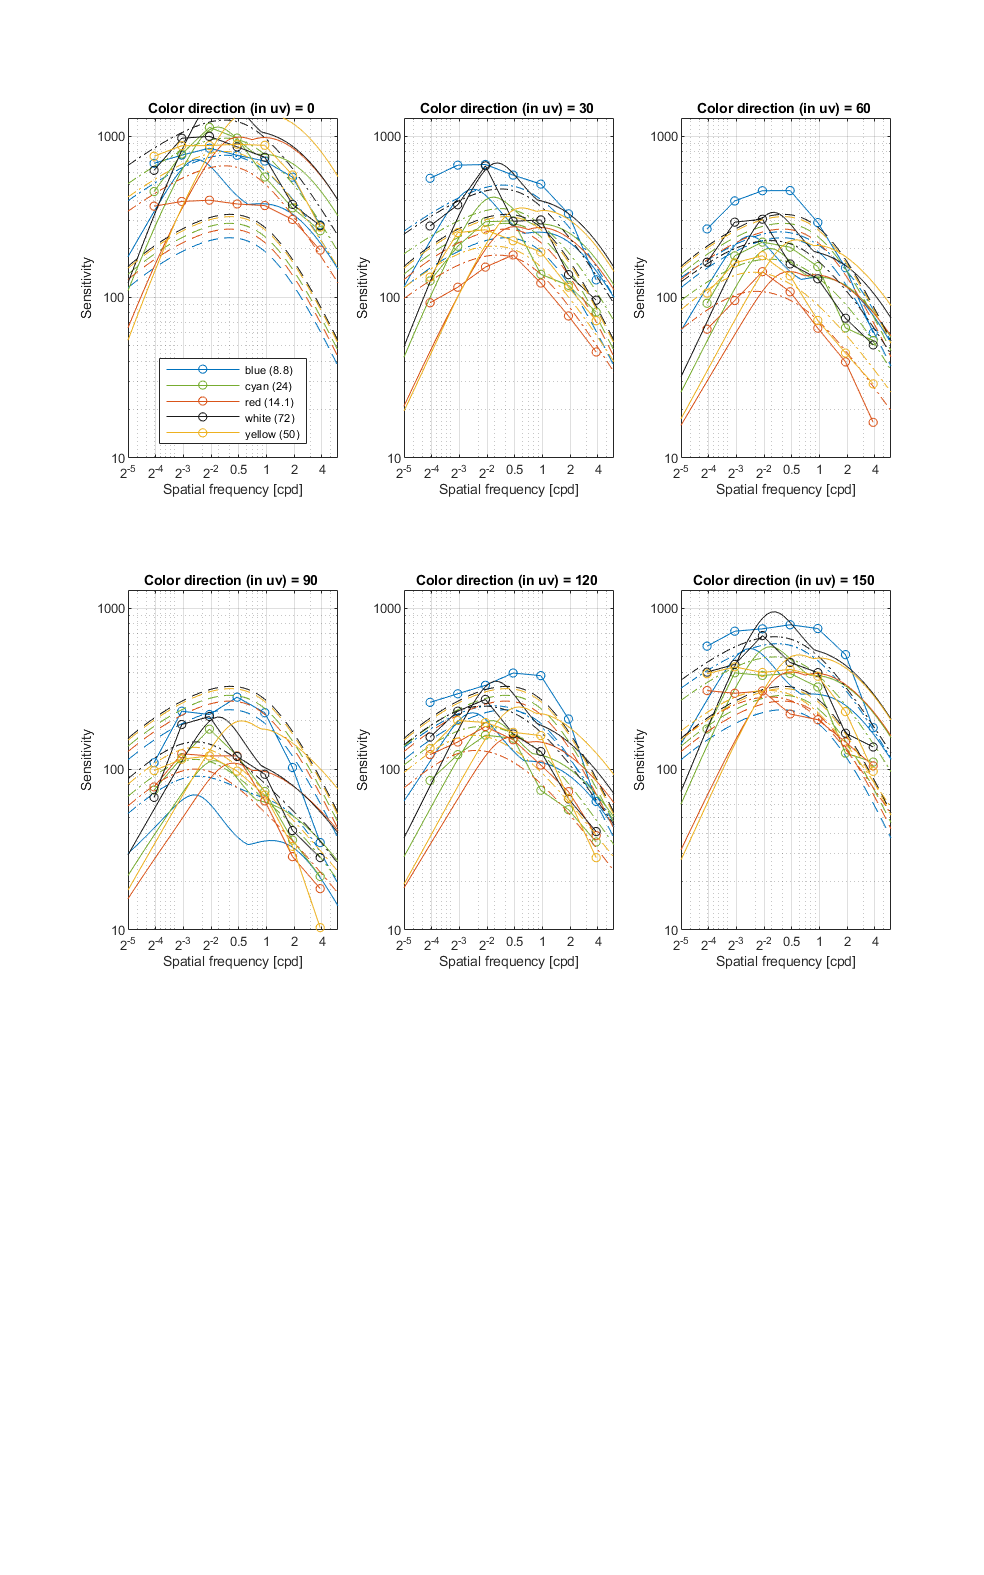 Color direction (in uv) = 0
Sensitivity
1000
100
10
blue (8.8)
cyan (24)
red (14.1)
white (72)
yellow (50)
2-5 2-4 2-3 2-2 0.5 1 2 4
Spatial frequency [cpd]
Color direction (in uv) = 30
Sensitivity
1000
100
10
2-5 2-4 2-3 2-2 0.5 1 2 4
Spatial frequency [cpd]
Color direction (in uv) = 60
Sensitivity
1000
100
10
2-5 2-4 2-3 2-2 0.5 1 2 4
Spatial frequency [cpd]
Color direction (in uv) = 90
Sensitivity
1000
100
10
2-5 2-4 2-3 2-2 0.5 1 2 4
Spatial frequency [cpd]
Color direction (in uv) = 120
Sensitivity
1000
100
10
2-5 2-4 2-3 2-2 0.5 1 2 4
Spatial frequency [cpd]
Color direction (in uv) = 150
Sensitivity
1000
100
10
2-5 2-4 2-3 2-2 0.5 1 2 4
Spatial frequency [cpd]